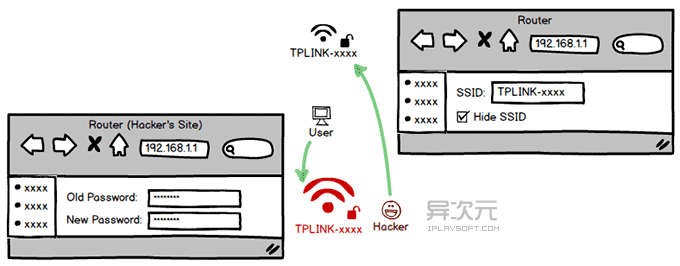 Router (Hacker's Site)
192.168.1.1
xxxx
xxxx
xxxx
Old Password: ········
New Password: ········
TPLINK-xxxx
User
TPLINK-xxxx
Hacker
Router
192.168.1.1
xxxx
xxxx
xxxx
SSID: TPLINK-xxxx
Hide SSID
异次元
IPLAYSOFT.COM